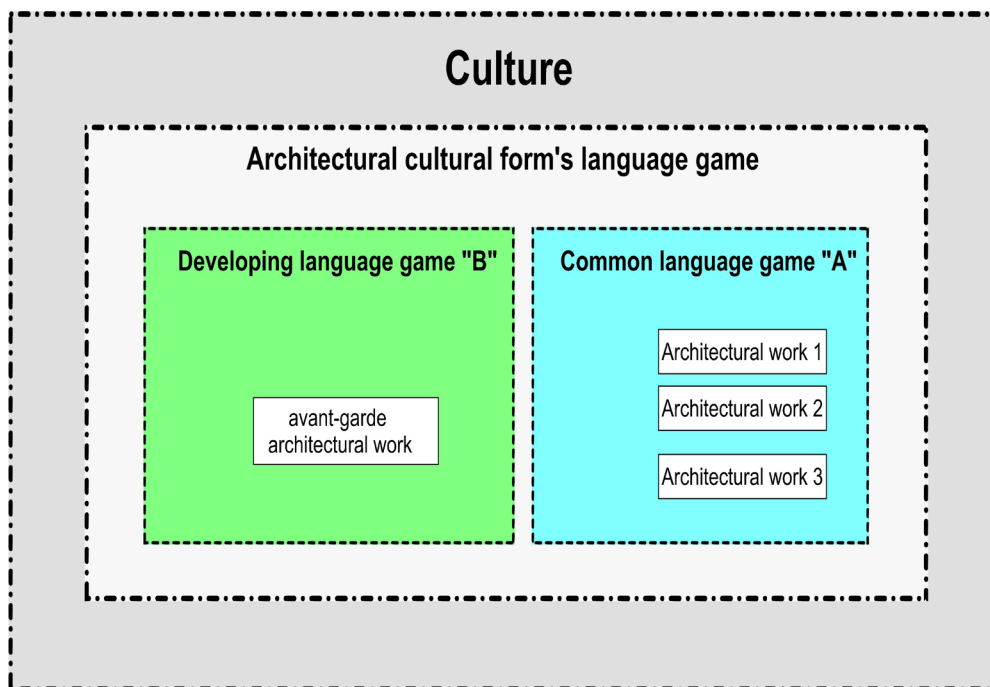 Culture
Architectural cultural form's language game
Developing language game "B"
avant-garde
architectural work
Common language game "A"
Architectural work 1
Architectural work 2
Architectural work 3